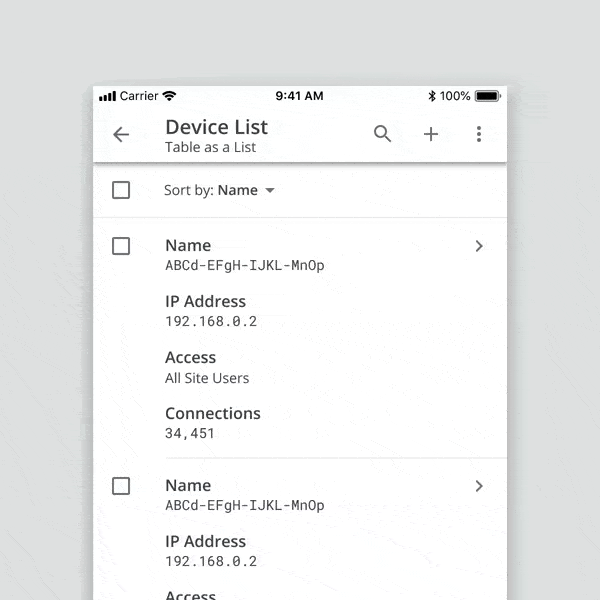 Carrier 9:41 AM 100%
Device List
Table as a List
Sort by: Name
Name
ABCd-EFgH-IJKL-MnOp
IP Address
192.168.0.2
Access
All Site Users
Connections
34,451
Name
ABCd-EFgH-IJKL-MnOp
IP Address
192.168.0.2
Access